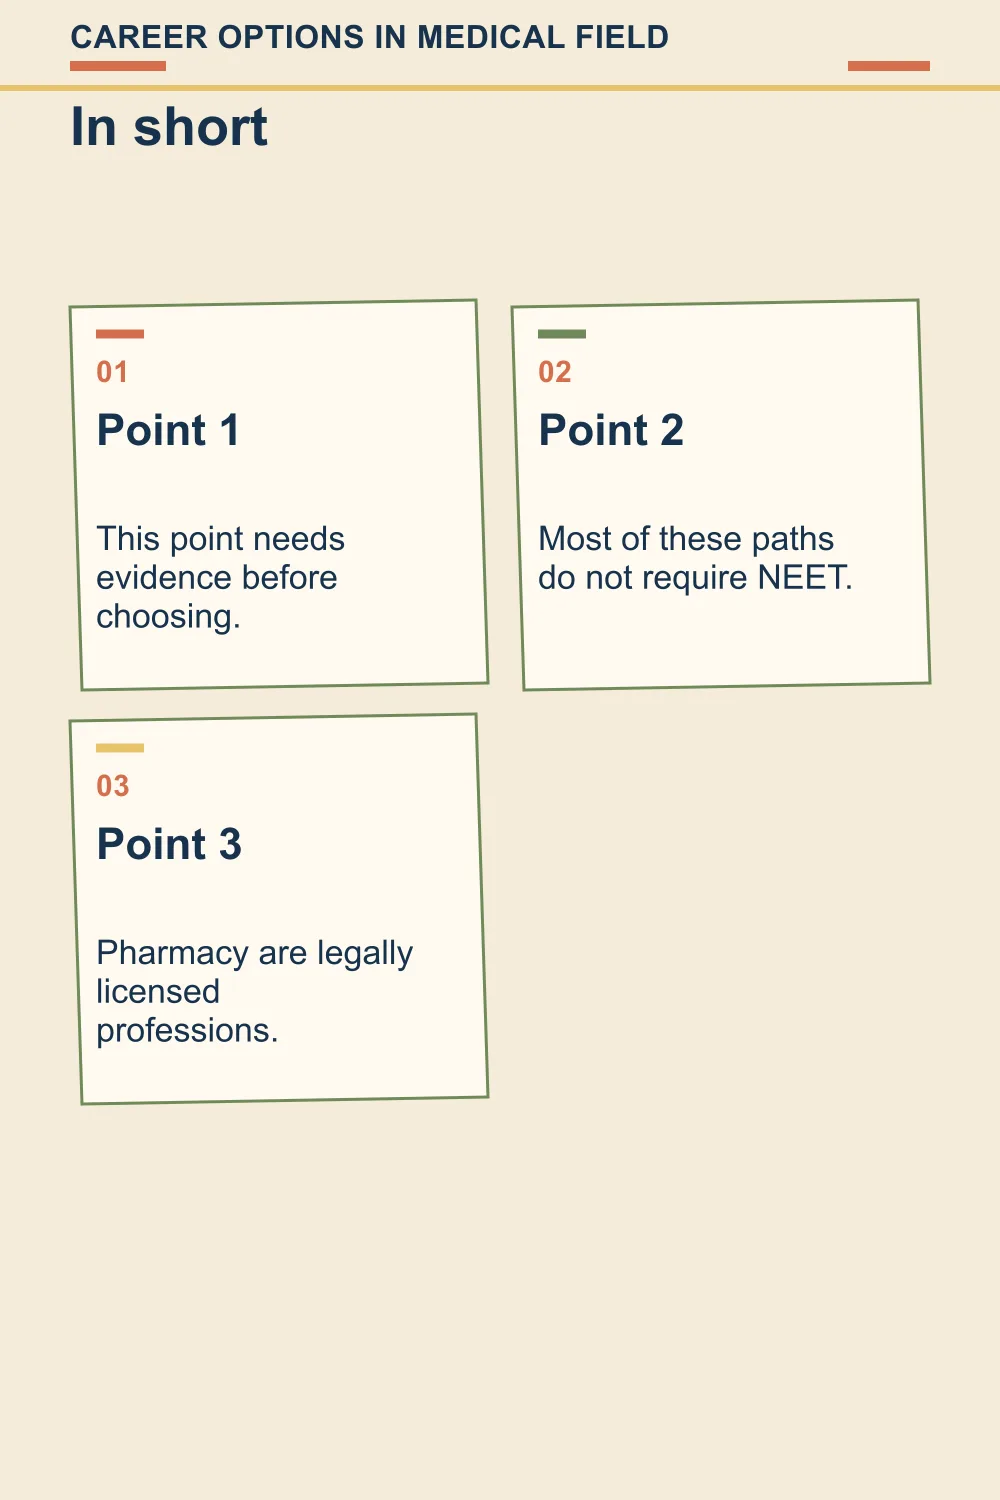 CAREER OPTIONS IN MEDICAL FIELD
In short
01
Point 1
This point needs
evidence before
choosing.
02
Point 2
Most of these paths
do not require NEET.
03
Point 3
Pharmacy are legally
licensed
professions.